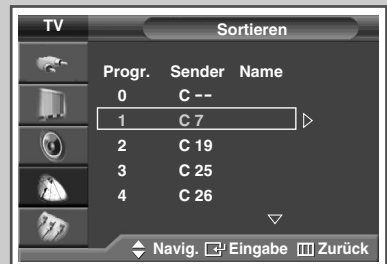 TV Sortieren
Progr. Sender Name
0 C --
1 C 7
2 C 19
3 C 25
4 C 26
Navig. Eingabe Zurück